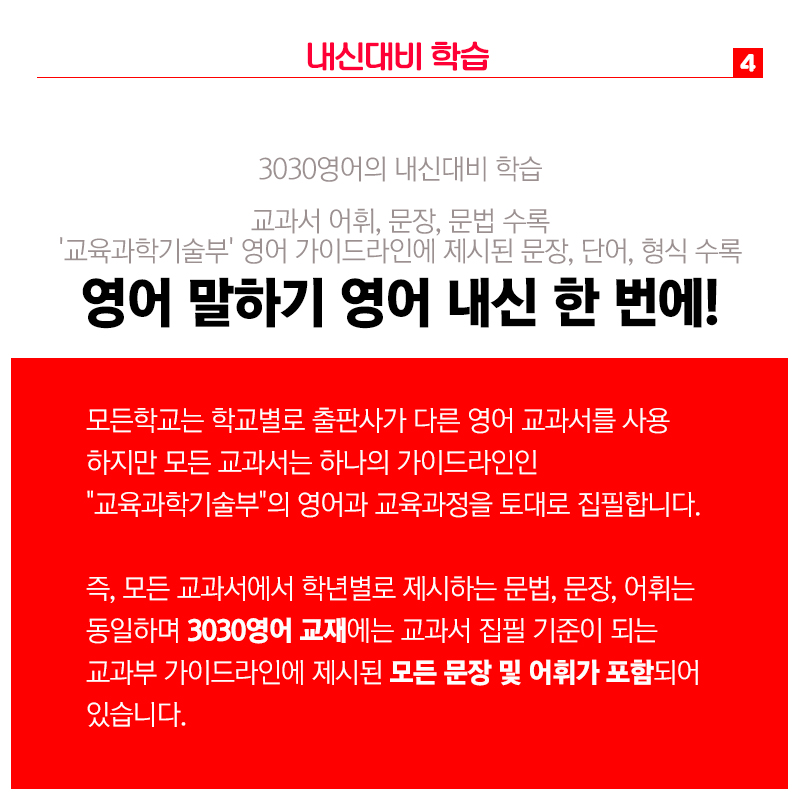 내신대비 학습
4
3030영어의 내신대비 학습
교과서 어휘, 문장, 문법 수록
'교육과학기술부' 영어 가이드라인에 제시된 문장, 단어, 형식 수록
영어 말하기 영어 내신 한 번에!
모든학교는 학교별로 출판사가 다른 영어 교과서를 사용
하지만 모든 교과서는 하나의 가이드라인인
"교육과학기술부"의 영어과 교육과정을 토대로 집필합니다.
즉, 모든 교과서에서 학년별로 제시하는 문법, 문장, 어휘는
동일하며 3030영어 교재에는 교과서 집필 기준이 되는
교과부 가이드라인에 제시된 모든 문장 및 어휘가 포함되어
있습니다.